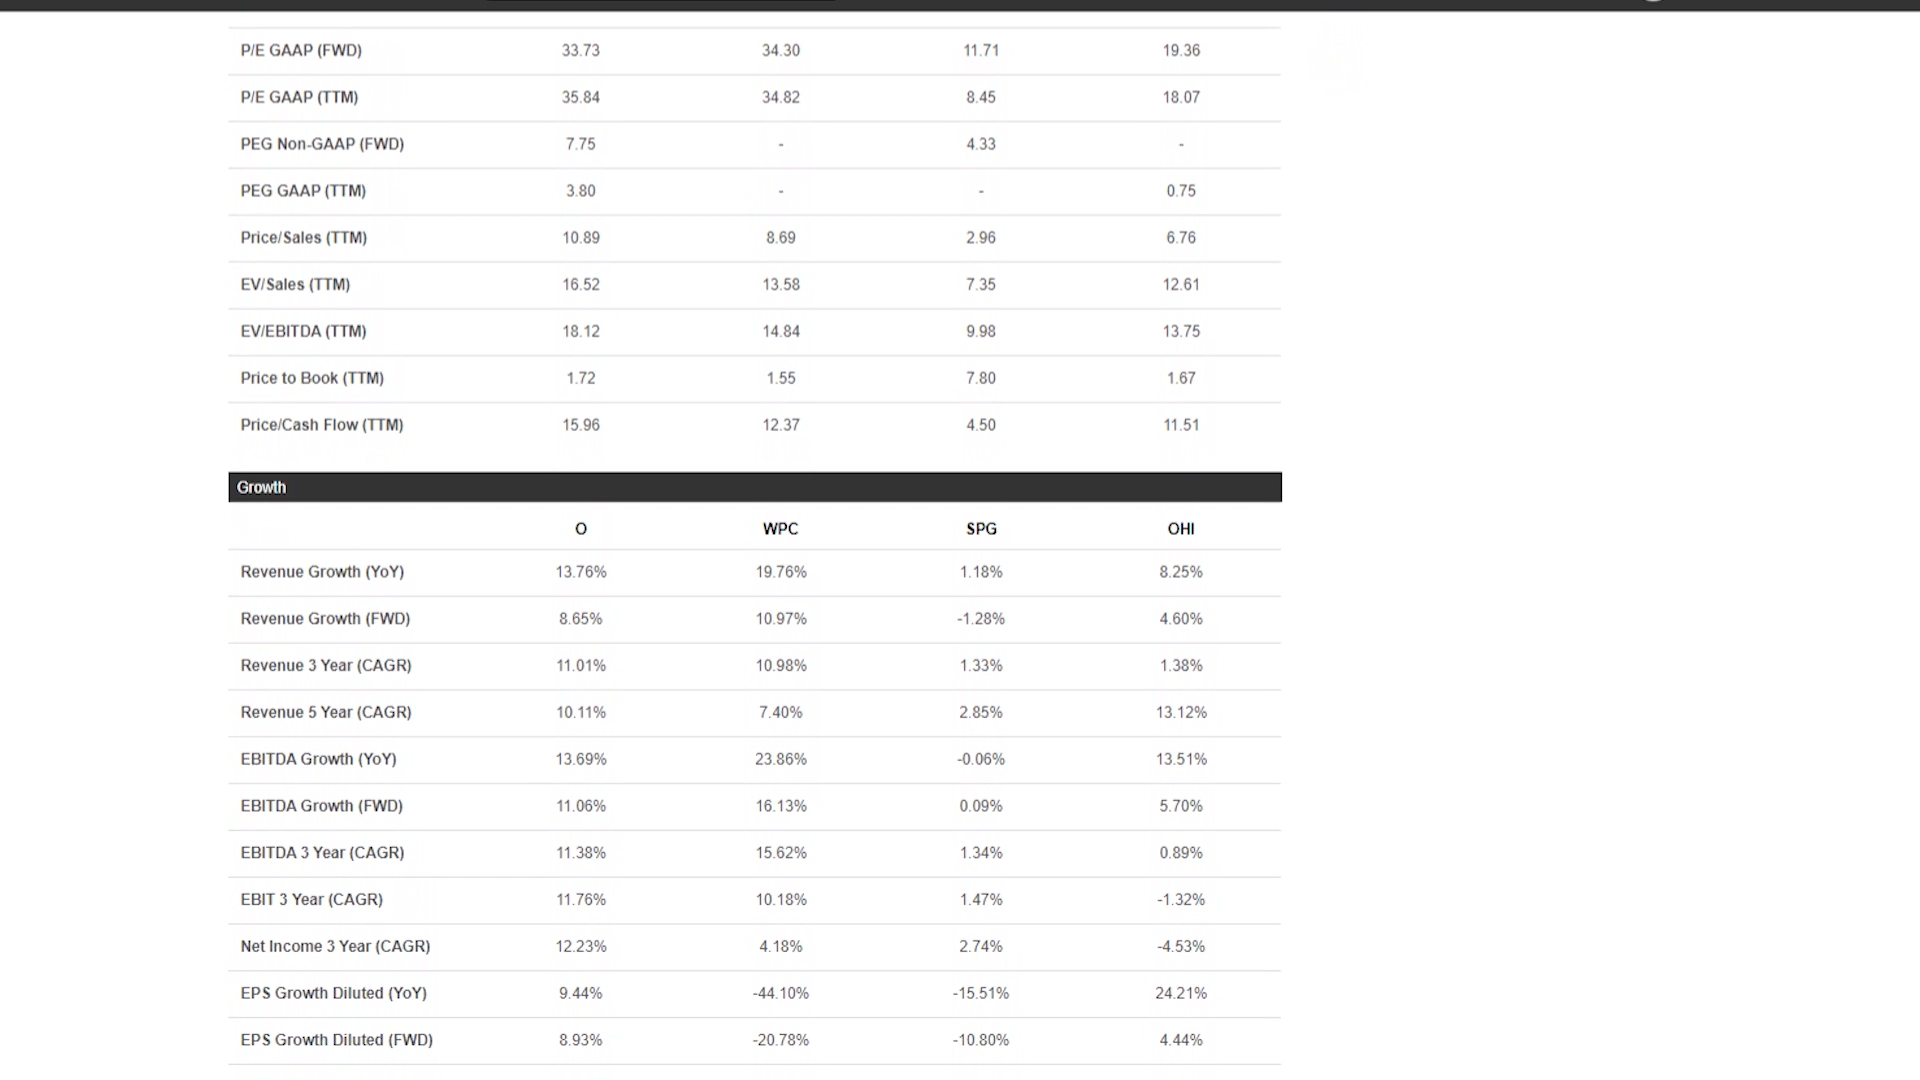 P/E GAAP (FWD) 33.73 34.30 11.71 19.36
P/E GAAP (TTM) 35.84 34.82 8.45 18.07
PEG Non-GAAP (FWD) 7.75 - 4.33 -
PEG GAAP (TTM) 3.80 - - 0.75
Price/Sales (TTM) 10.89 8.69 2.96 6.76
EV/Sales (TTM) 16.52 13.58 7.35 12.61
EV/EBITDA (TTM) 18.12 14.84 9.98 13.75
Price to Book (TTM) 1.72 1.55 7.80 1.67
Price/Cash Flow (TTM) 15.96 12.37 4.50 11.51
Growth
O WPC SPG OHI
Revenue Growth (YoY) 13.76% 19.76% 1.18% 8.25%
Revenue Growth (FWD) 8.65% 10.97% -1.28% 4.60%
Revenue 3 Year (CAGR) 11.01% 10.98% 1.33% 1.38%
Revenue 5 Year (CAGR) 10.11% 7.40% 2.85% 13.12%
EBITDA Growth (YoY) 13.69% 23.86% -0.06% 13.51%
EBITDA Growth (FWD) 11.06% 16.13% 0.09% 5.70%
EBITDA 3 Year (CAGR) 11.38% 15.62% 1.34% 0.89%
EBIT 3 Year (CAGR) 11.76% 10.18% 1.47% -1.32%
Net Income 3 Year (CAGR) 12.23% 4.18% 2.74% -4.53%
EPS Growth Diluted (YoY) 9.44% -44.10% -15.51% 24.21%
EPS Growth Diluted (FWD) 8.93% -20.78% -10.80% 4.44%